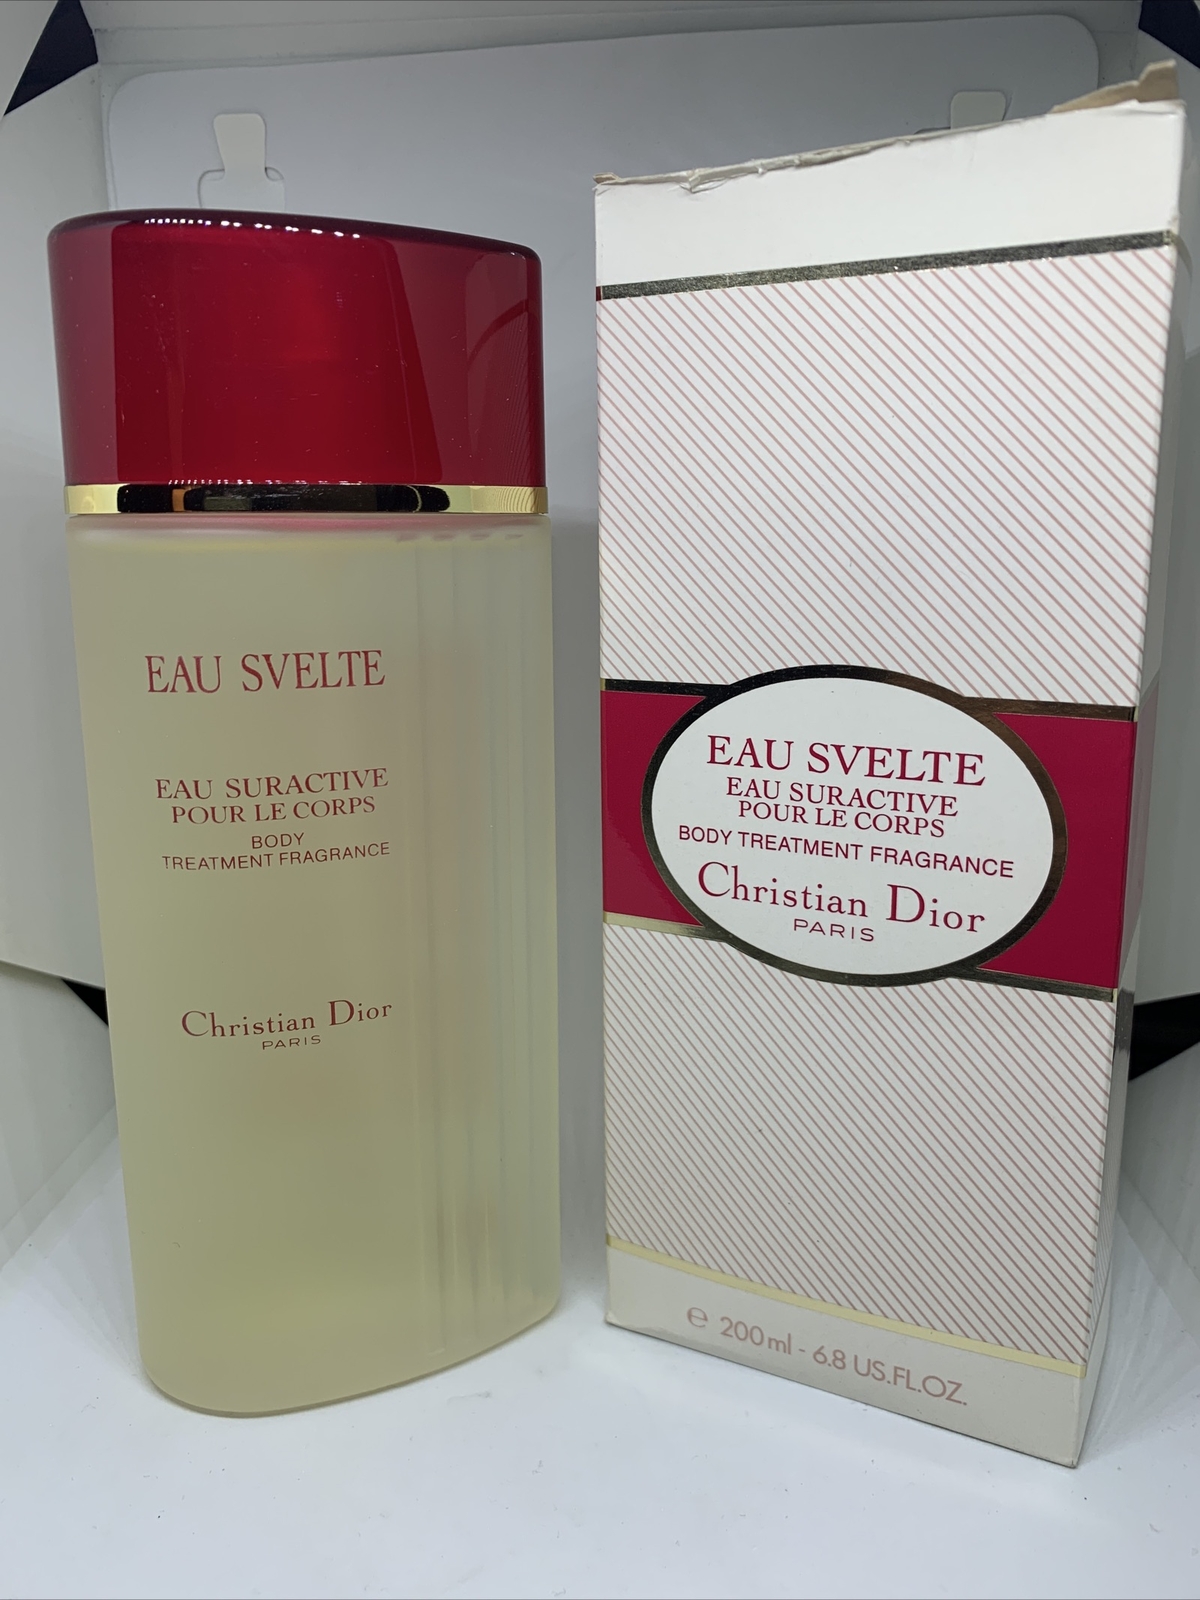 EAU SVELTE
EAU SURACTIVE
POUR LE CORPS
BODY
TREATMENT FRAGRANCE
Christian Dior
PARIS
EAU SVELTE
EAU SURACTIVE
POUR LE CORPS
BODY TREATMENT FRAGRANCE
Christian Dior
PARIS
℮ 200 ml - 6.8 US.FL.OZ.